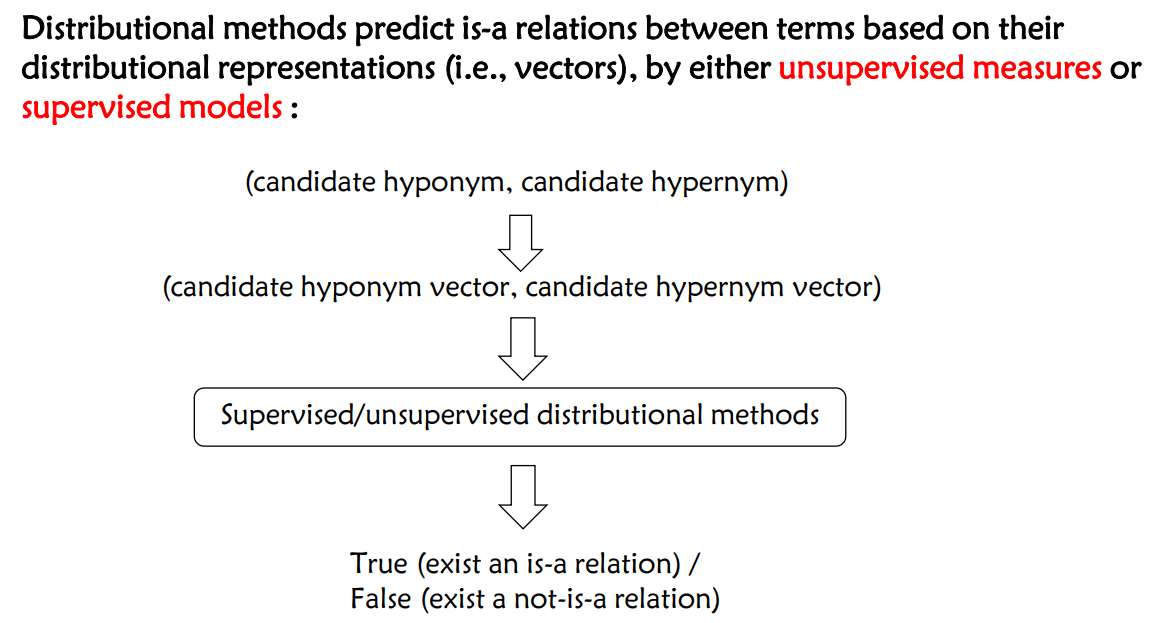 Distributional methods predict is-a relations between terms based on their
distributional representations (i.e., vectors), by either unsupervised measures or
supervised models :
(candidate hyponym, candidate hypernym)
(candidate hyponym vector, candidate hypernym vector)
Supervised/unsupervised distributional methods
True (exist an is-a relation) /
False (exist a not-is-a relation)